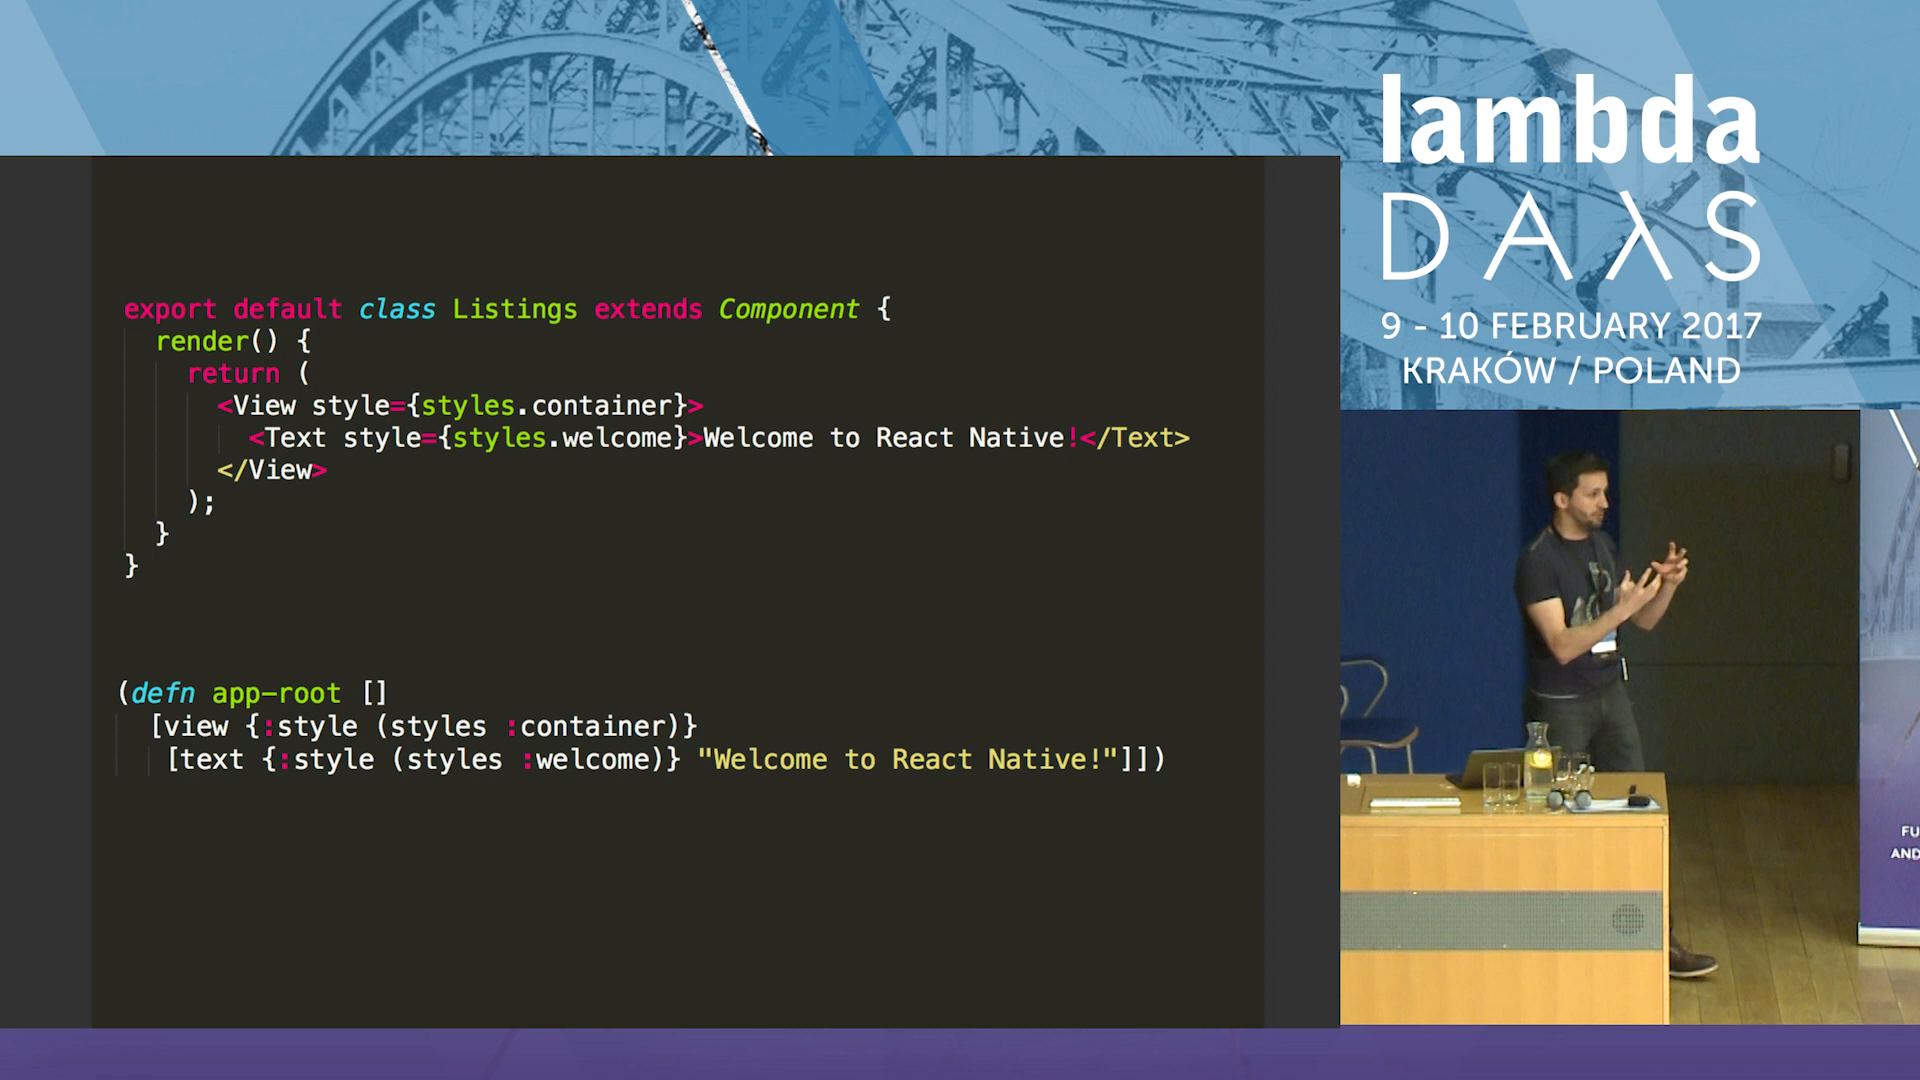 lambda
DAλS
9 - 10 FEBRUARY 2017
KRAKÓW / POLAND
export default class Listings extends Component {
render() {
return (
<View style={styles.container}>
<Text style={styles.welcome}>Welcome to React Native!</Text>
</View>
);
}
}
(defn app-root []
[view {:style (styles :container)}
[text {:style (styles :welcome)} "Welcome to React Native!"]])
FU
AND